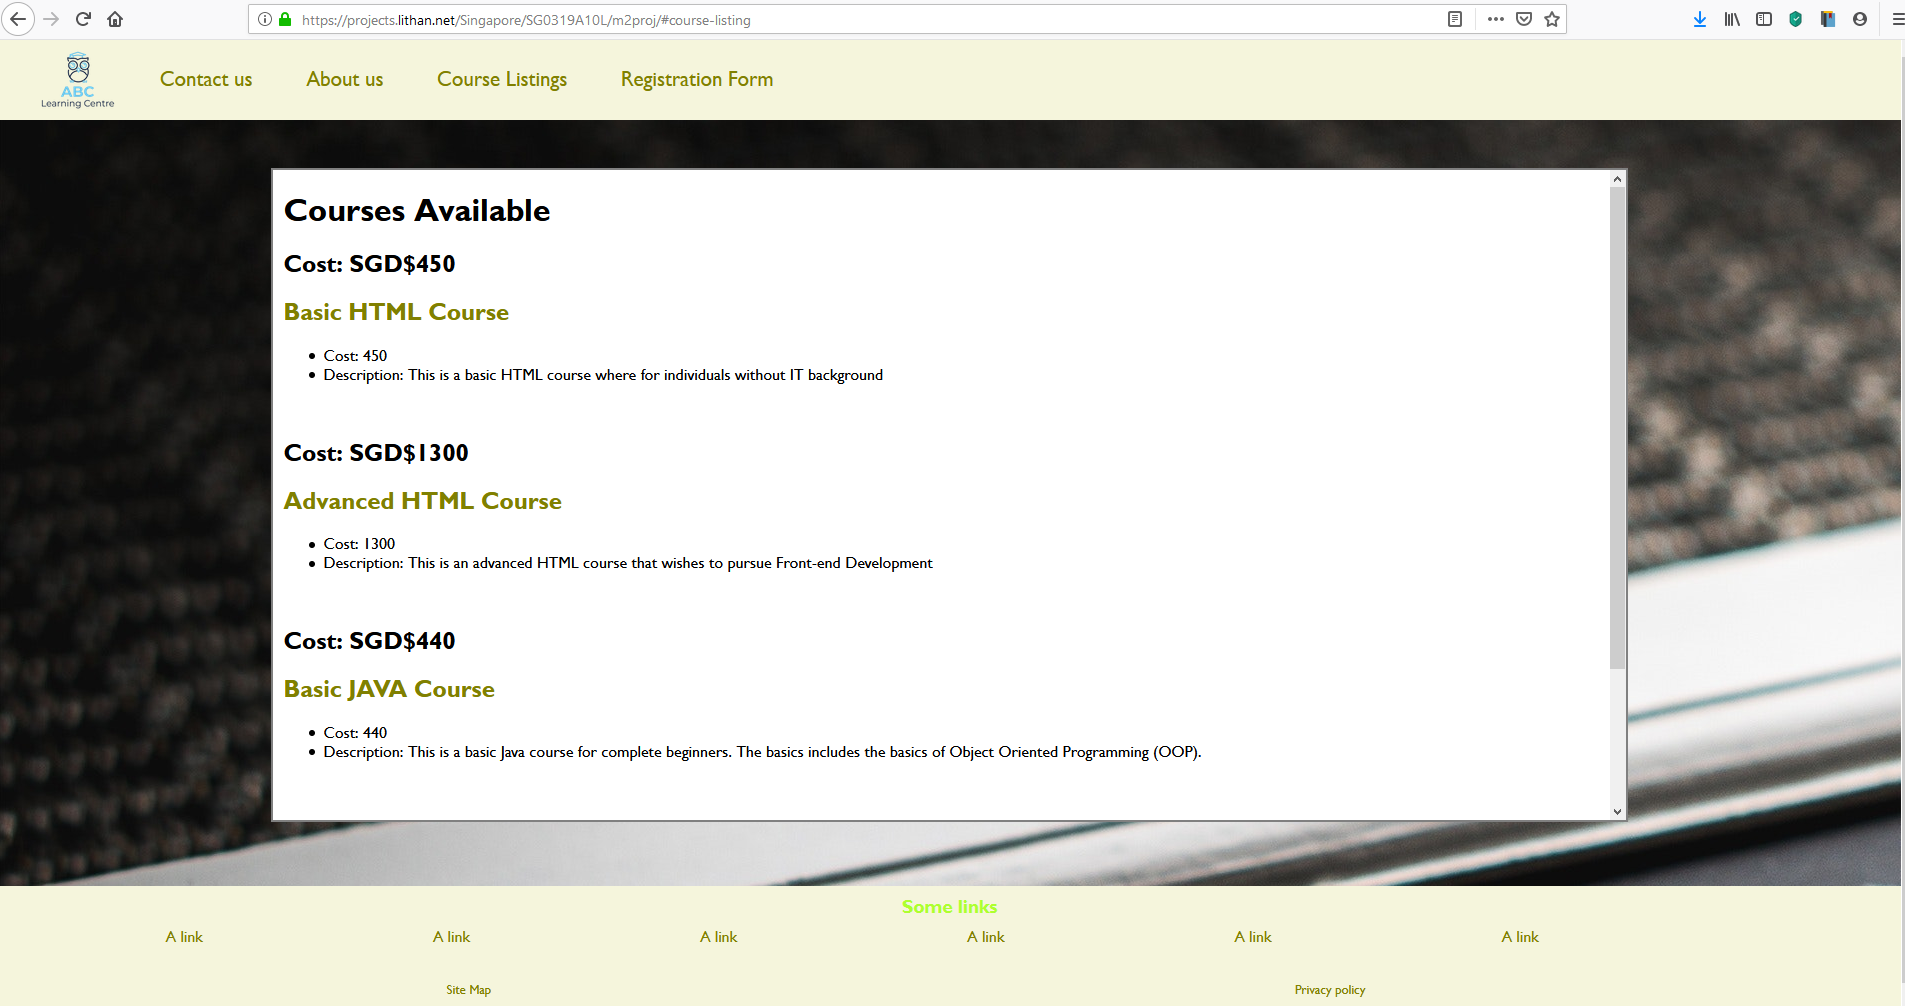 https://projects.lithan.net/Singapore/SG0319A10L/m2proj/#course-listing
ABC
Learning Centre
Contact us
About us
Course Listings
Registration Form
Courses Available
Cost: SGD$450
Basic HTML Course
Cost: 450
Description: This is a basic HTML course where for individuals without IT background
Cost: SGD$1300
Advanced HTML Course
Cost: 1300
Description: This is an advanced HTML course that wishes to pursue Front-end Development
Cost: SGD$440
Basic JAVA Course
Cost: 440
Description: This is a basic Java course for complete beginners. The basics includes the basics of Object Oriented Programming (OOP).
Some links
A link
A link
A link
A link
A link
A link
Site Map
Privacy policy